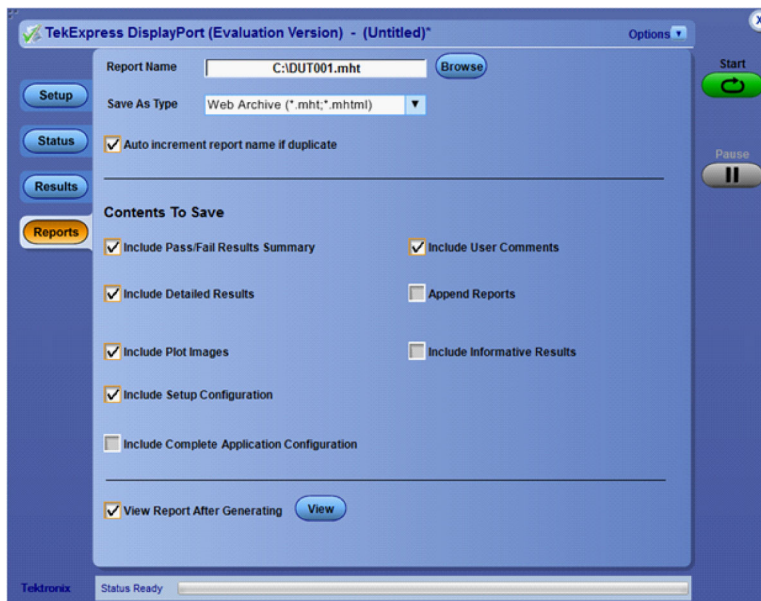 TekExpress DisplayPort (Evaluation Version) - (Untitled)*
Options
Report Name
C:\DUT001.mht
Browse
Start
Setup
Save As Type
Web Archive (*.mht;*.mhtml)
Status
Auto increment report name if duplicate
Pause
Results
Reports
Contents To Save
Include Pass/Fail Results Summary
Include User Comments
Include Detailed Results
Append Reports
Include Plot Images
Include Informative Results
Include Setup Configuration
Include Complete Application Configuration
View Report After Generating
View
Tektronix
Status Ready